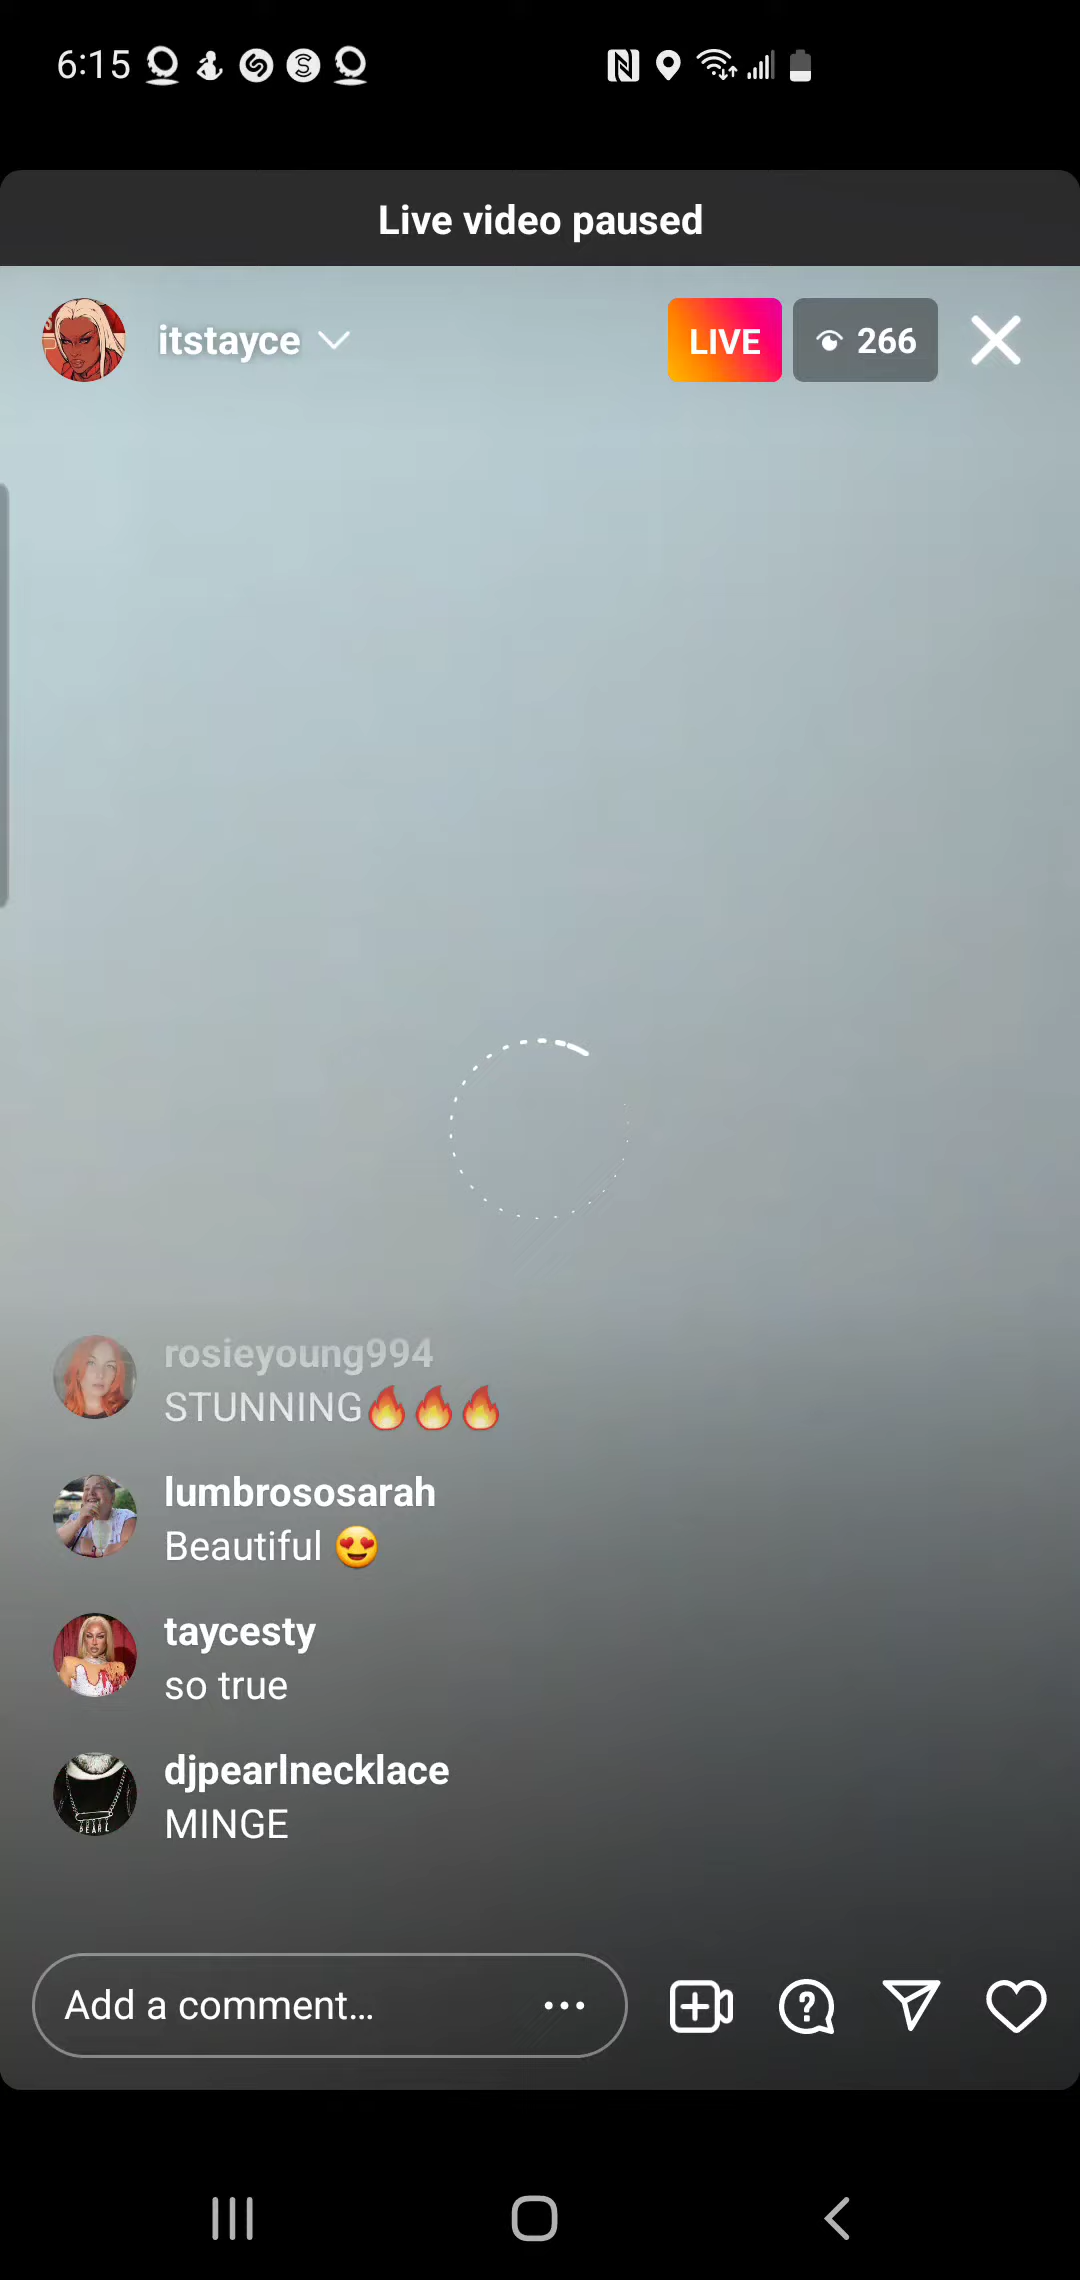 6:15
Live video paused
itstayce
LIVE
266
rosieyoung994
STUNNING🔥🔥🔥
lumbrososarah
Beautiful 😍
taycesty
so true
djpearlnecklace
MINGE
Add a comment...